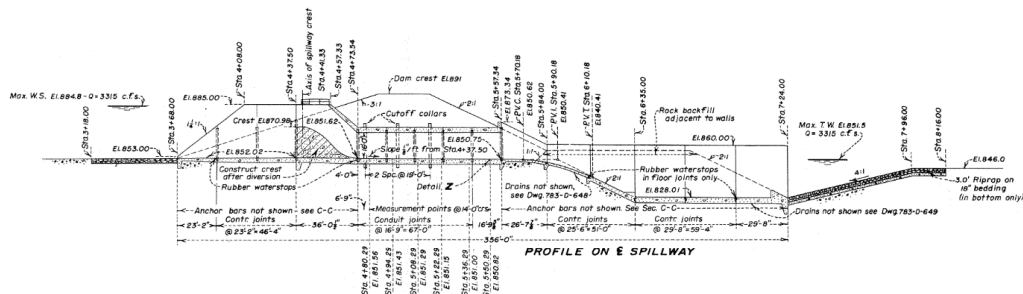 Max. W.S. El.884.8-Q=3315 c.f.s.
Sta.3+18.00
Sta.3+68.00
Sta.4+08.00
Sta.4+37.50
Axis of spillway crest
Sta.4+41.33
Sta.4+57.33
Sta.4+73.54
Dam crest El.891
Sta.5+57.34
El.873.34
P.V.C. Sta.5+70.18
El.850.62
Sta.5+84.00
P.V.I. Sta.5+90.18
El.850.41
P.V.T. Sta.6+10.18
El.840.41
Sta.6+35.00
Rock backfill
adjacent to walls
Sta.7+24.00
Max. T.W. El.851.5
Q=3315 c.f.s.
Sta.7+96.00
Sta.8+16.00
El.885.00
3:1
2:1
Crest El.870.98
El.851.62
Cutoff collars
El.850.75
El.860.00
2:1
El.853.00
El.852.02
Slope
/ft from Sta.4+37.50
1:1
4:1
El.846.0
Construct crest
after diversion
Rubber waterstops
4'-0"
2 Spc.@
Detail Z
Drains not shown,
see Dwg.783-D-648
2:1
Rubber waterstops
in floor joints only
El.828.01
3.0' Riprap on
18" bedding
(in bottom only)
6'-9"
Anchor bars not shown - see C-C
Measurement points @14'-0"crs
Anchor bars not shown. See Sec. C-C
Drains not shown see Dwg.783-D-649
23'-2"
Contr. joints
@ 23'-2"=46'-4"
36'-0
Conduit joints
@ 16'-9"=67'-0"
26'-7
Contr. joints
@ 25'-6"=51'-0"
Contr. joints
@ 29'-8"=59'-4"
29'-8"
356'-0"
PROFILE ON ℄ SPILLWAY
Sta.4+80.29
El.851.56
Sta.4+94.29
El.851.43
Sta.5+08.29
El.851.29
Sta.5+22.29
El.851.15
Sta.5+36.29
El.851.00
Sta.5+50.29
El.850.82